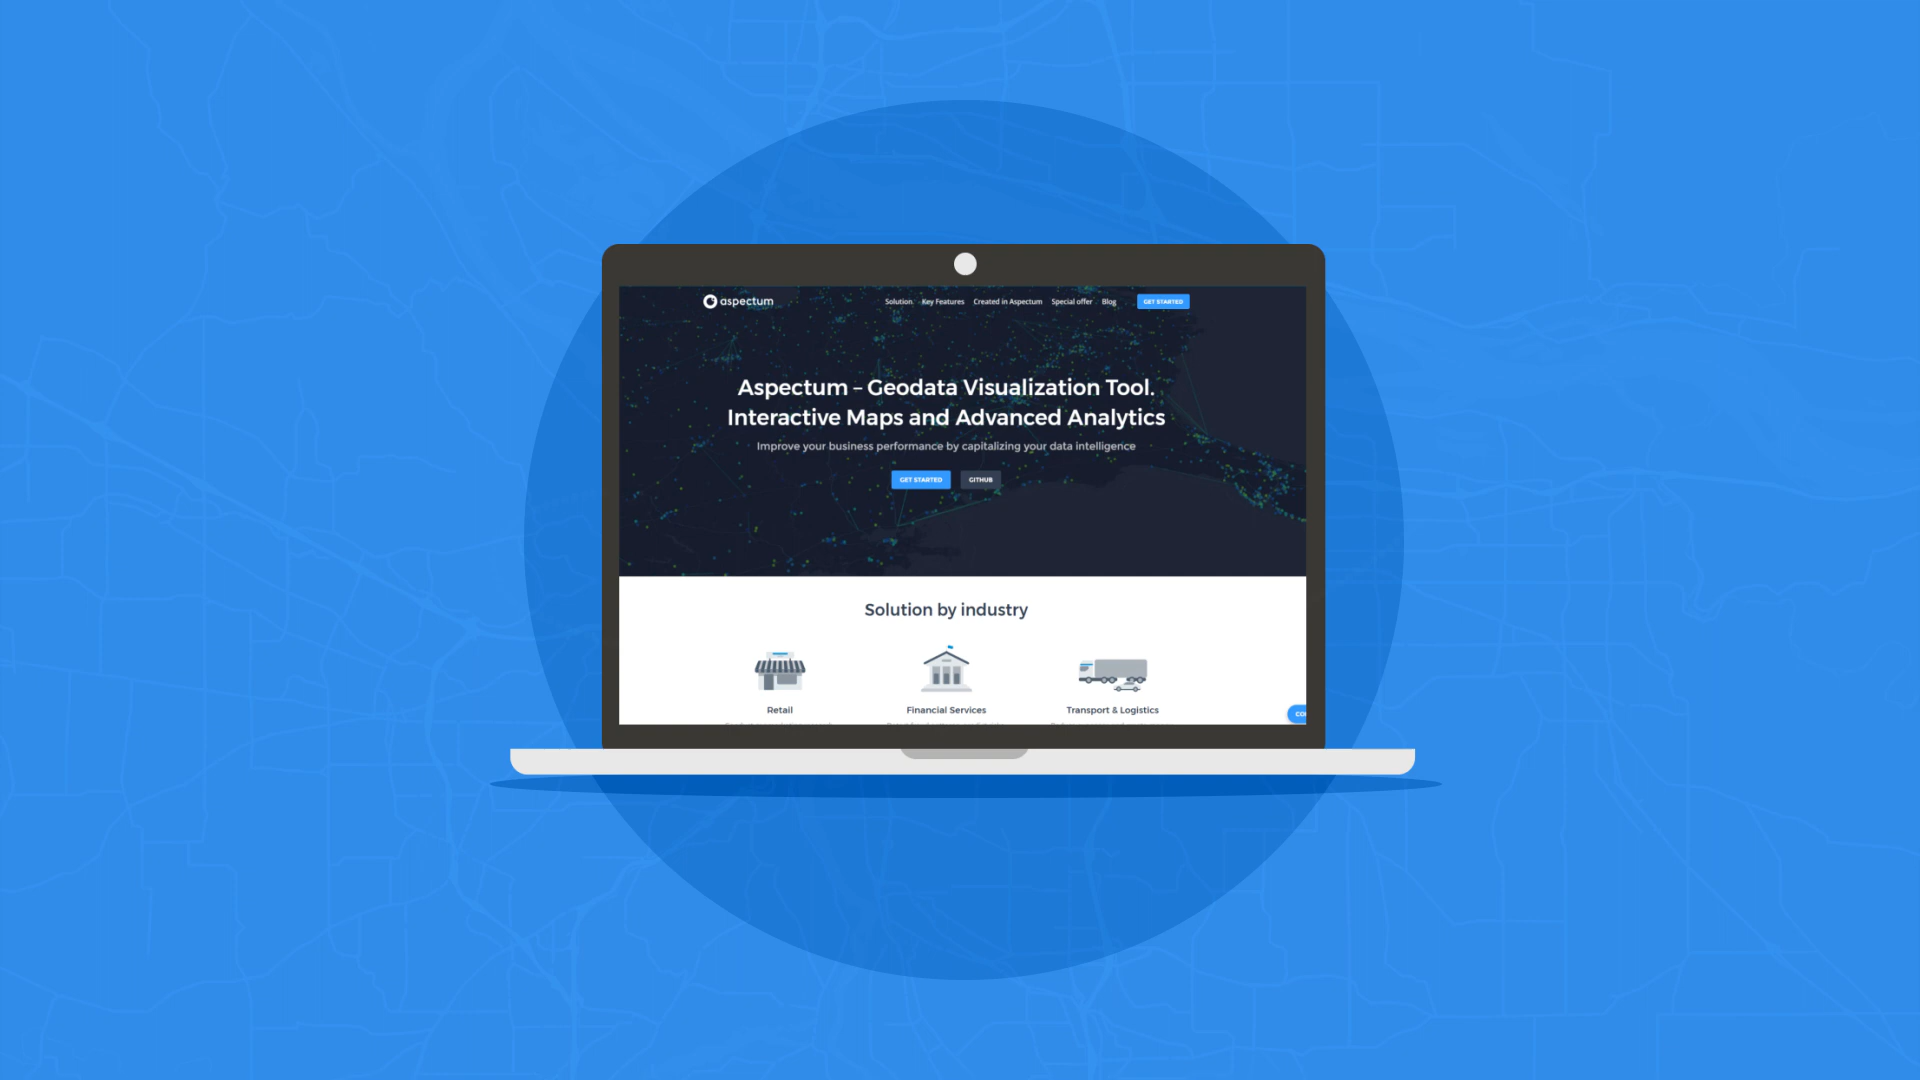 aspectum
Solution Key Features Created in Aspectum Special offer Blog GET STARTED
Aspectum – Geodata Visualization Tool.
Interactive Maps and Advanced Analytics
Improve your business performance by capitalizing your data intelligence
GET STARTED GITHUB
Solution by industry
Retail Financial Services Transport & Logistics